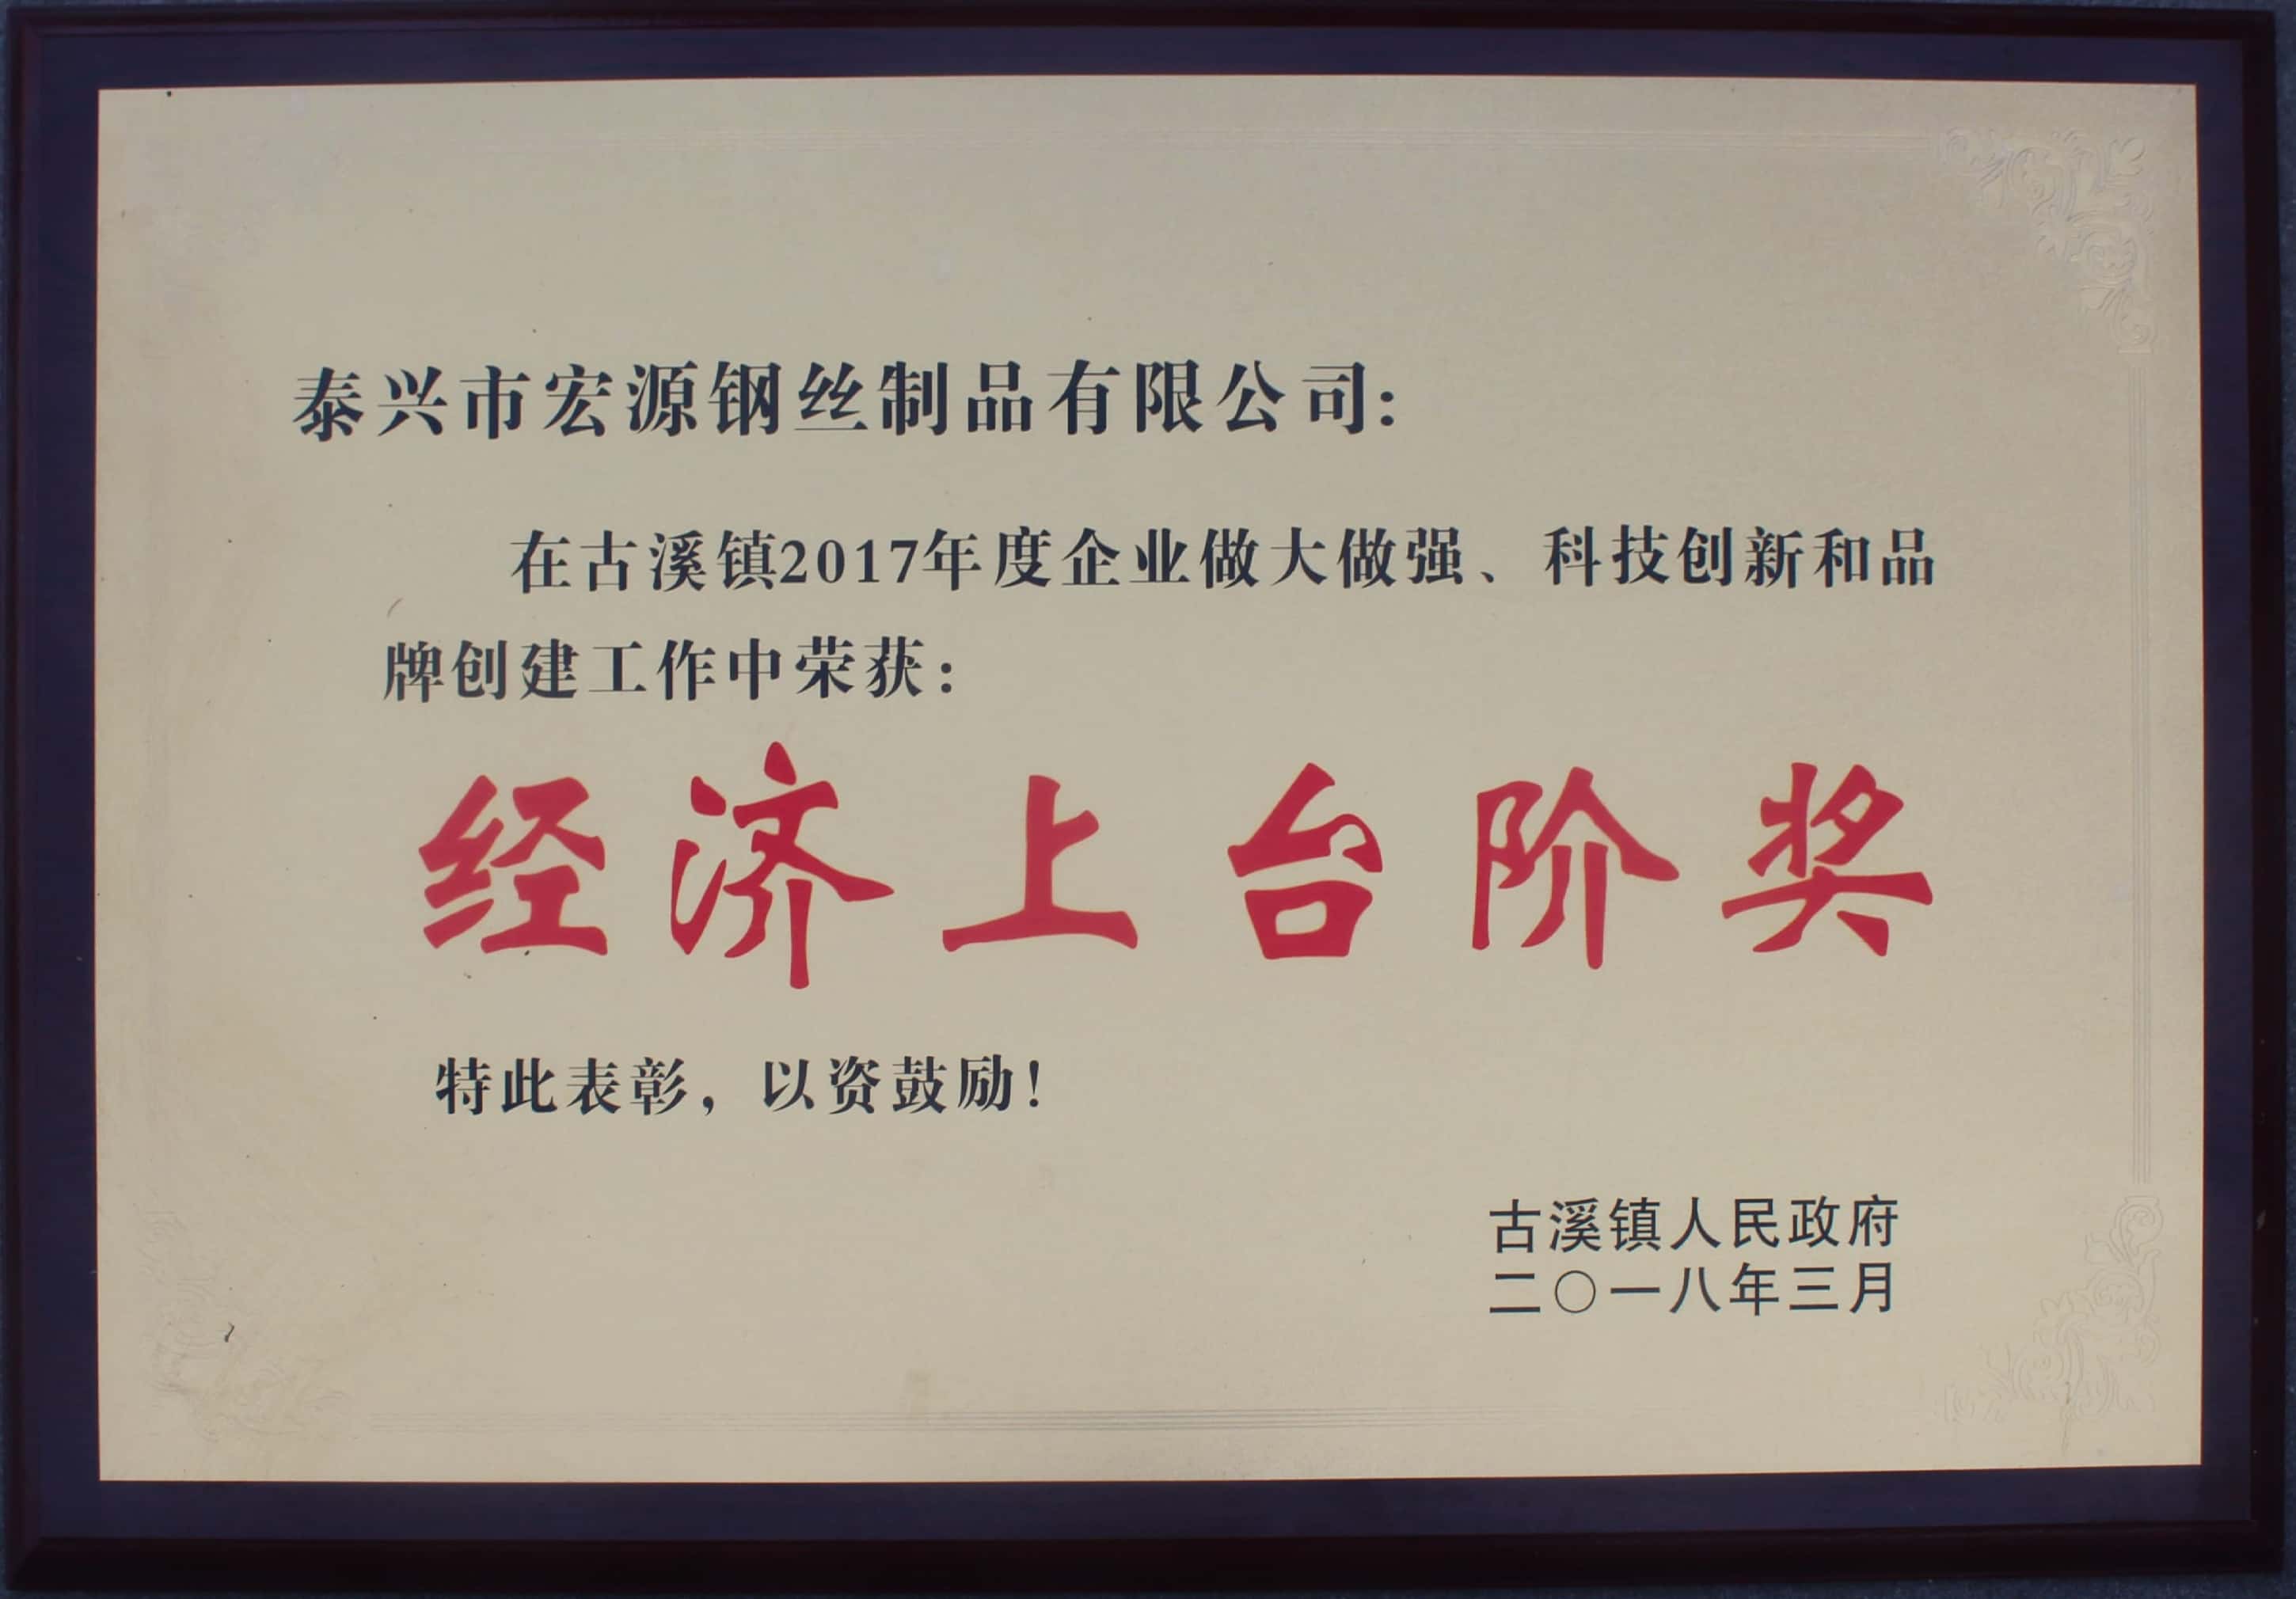 泰兴市宏源钢丝制品有限公司：
在古溪镇2017年度企业做大做强、科技创新和品
牌创建工作中荣获：
经济上台阶奖
特此表彰，以资鼓励！
古溪镇人民政府
二〇一八年三月